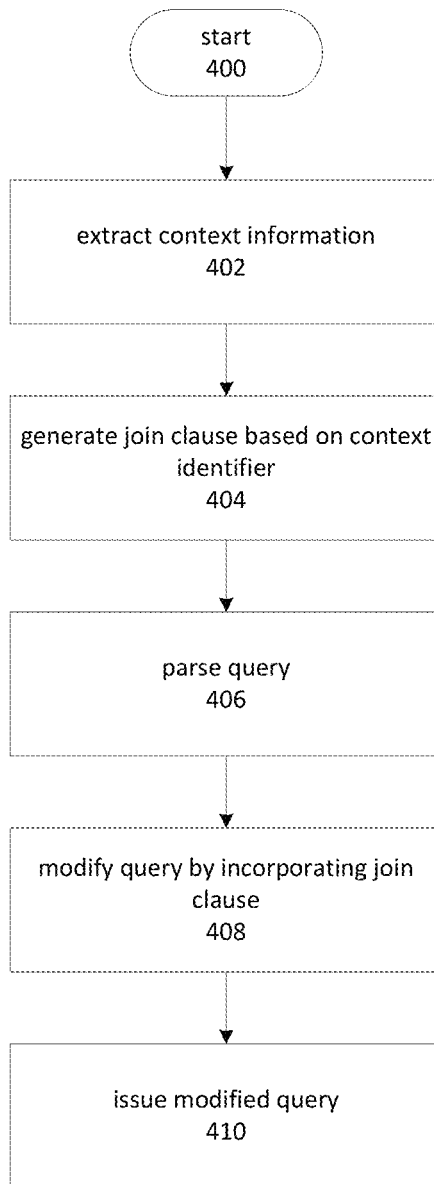 start
400
extract context information
402
generate join clause based on context
identifier
404
parse query
406
modify query by incorporating join
clause
408
issue modified query
410